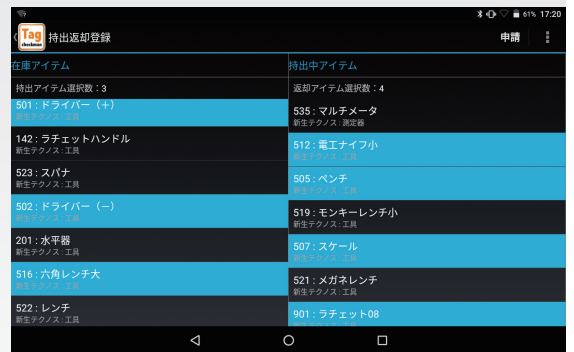 61% 17:20
Tag
checkman
持出返却登録
申請
在庫アイテム
持出アイテム選択数：3
501 : ドライバー（+）
新生テクノス : 工具
142 : ラチェットハンドル
新生テクノス : 工具
523 : スパナ
新生テクノス : 工具
502 : ドライバー（−）
新生テクノス : 工具
201 : 水平器
新生テクノス : 工具
516 : 六角レンチ大
新生テクノス : 工具
522 : レンチ
新生テクノス : 工具
持出中アイテム
返却アイテム選択数：4
535 : マルチメータ
新生テクノス : 測定器
512 : 電工ナイフ小
新生テクノス : 工具
505 : ペンチ
新生テクノス : 工具
519 : モンキーレンチ小
新生テクノス : 工具
507 : スケール
新生テクノス : 工具
521 : メガネレンチ
新生テクノス : 工具
901 : ラチェット08